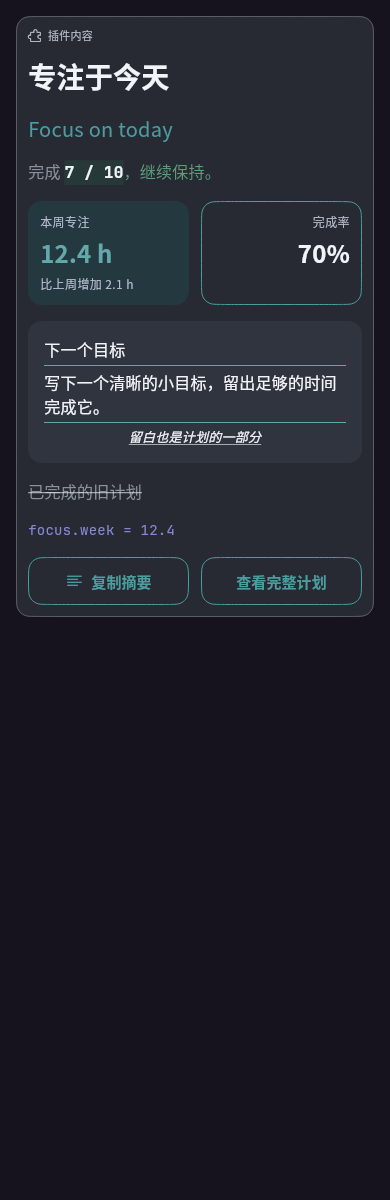 插件内容
专注于今天
Focus on today
完成 7 / 10，继续保持。
本周专注
12.4 h
比上周增加 2.1 h
完成率
70%
下一个目标
写下一个清晰的小目标，留出足够的时间
完成它。
留白也是计划的一部分
已完成的旧计划
focus.week = 12.4
复制摘要
查看完整计划